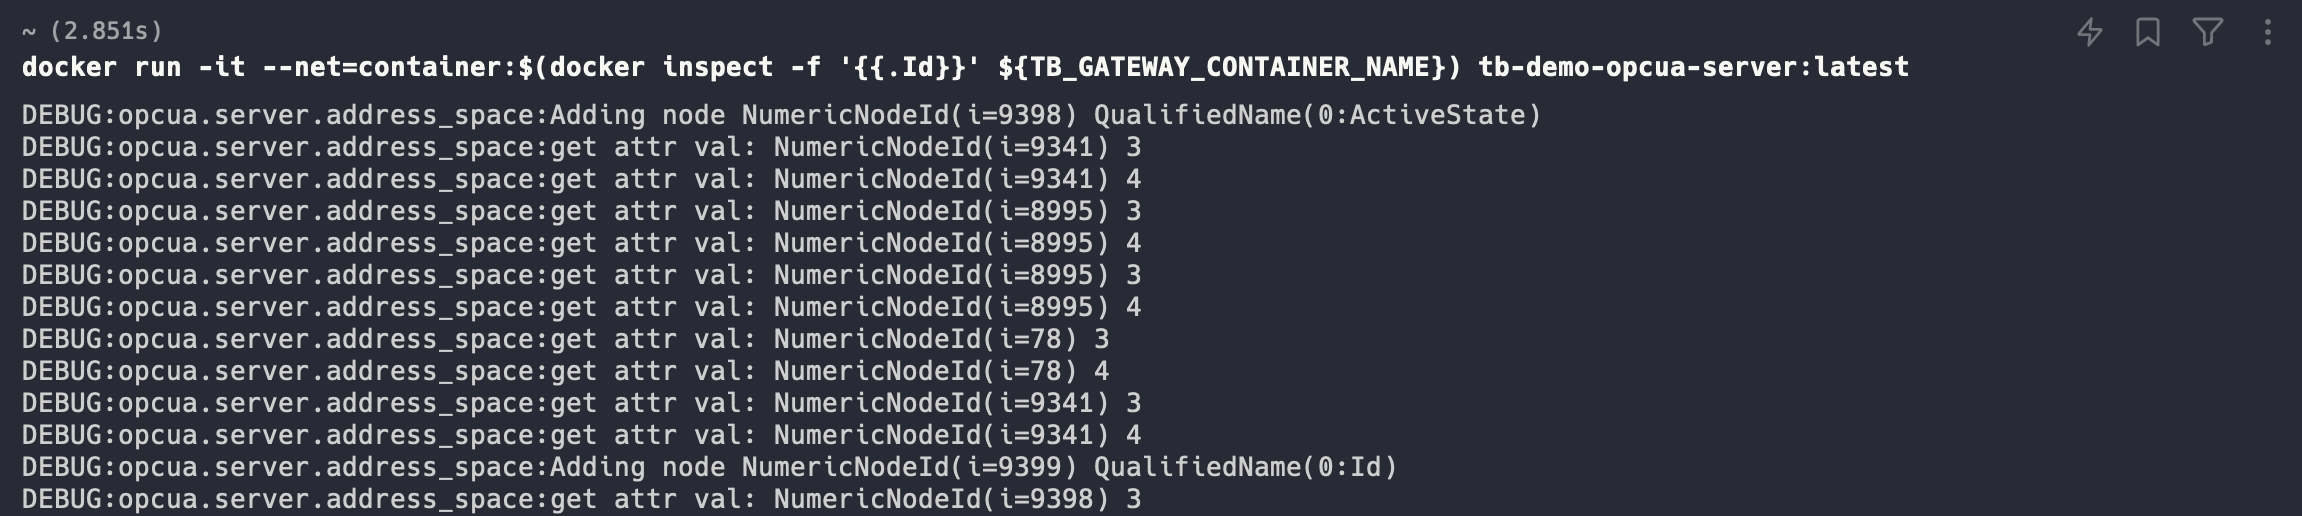 ~ (2.851s)
docker run -it --net=container:$(docker inspect -f '{{.Id}}' ${TB_GATEWAY_CONTAINER_NAME}) tb-demo-opcua-server:latest
DEBUG:opcua.server.address_space:Adding node NumericNodeId(i=9398) QualifiedName(0:ActiveState)
DEBUG:opcua.server.address_space:get attr val: NumericNodeId(i=9341) 3
DEBUG:opcua.server.address_space:get attr val: NumericNodeId(i=9341) 4
DEBUG:opcua.server.address_space:get attr val: NumericNodeId(i=8995) 3
DEBUG:opcua.server.address_space:get attr val: NumericNodeId(i=8995) 4
DEBUG:opcua.server.address_space:get attr val: NumericNodeId(i=8995) 3
DEBUG:opcua.server.address_space:get attr val: NumericNodeId(i=8995) 4
DEBUG:opcua.server.address_space:get attr val: NumericNodeId(i=78) 3
DEBUG:opcua.server.address_space:get attr val: NumericNodeId(i=78) 4
DEBUG:opcua.server.address_space:get attr val: NumericNodeId(i=9341) 3
DEBUG:opcua.server.address_space:get attr val: NumericNodeId(i=9341) 4
DEBUG:opcua.server.address_space:Adding node NumericNodeId(i=9399) QualifiedName(0:Id)
DEBUG:opcua.server.address_space:get attr val: NumericNodeId(i=9398) 3